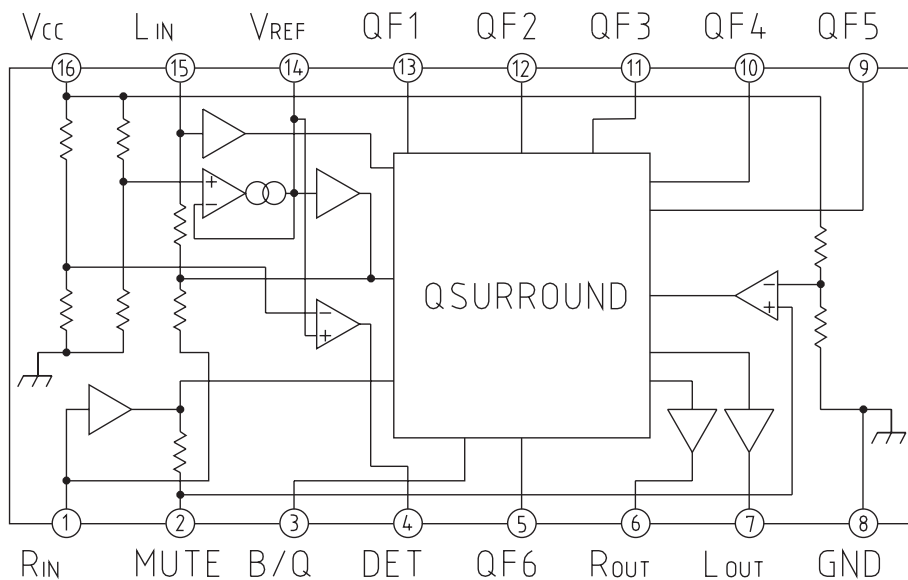 VCC LIN VREF QF1 QF2 QF3 QF4 QF5
16 15 14 13 12 11 10 9
+
−
QSURROUND
−
+
−
+
1 2 3 4 5 6 7 8
RIN MUTE B/Q DET QF6 ROUT LOUT GND